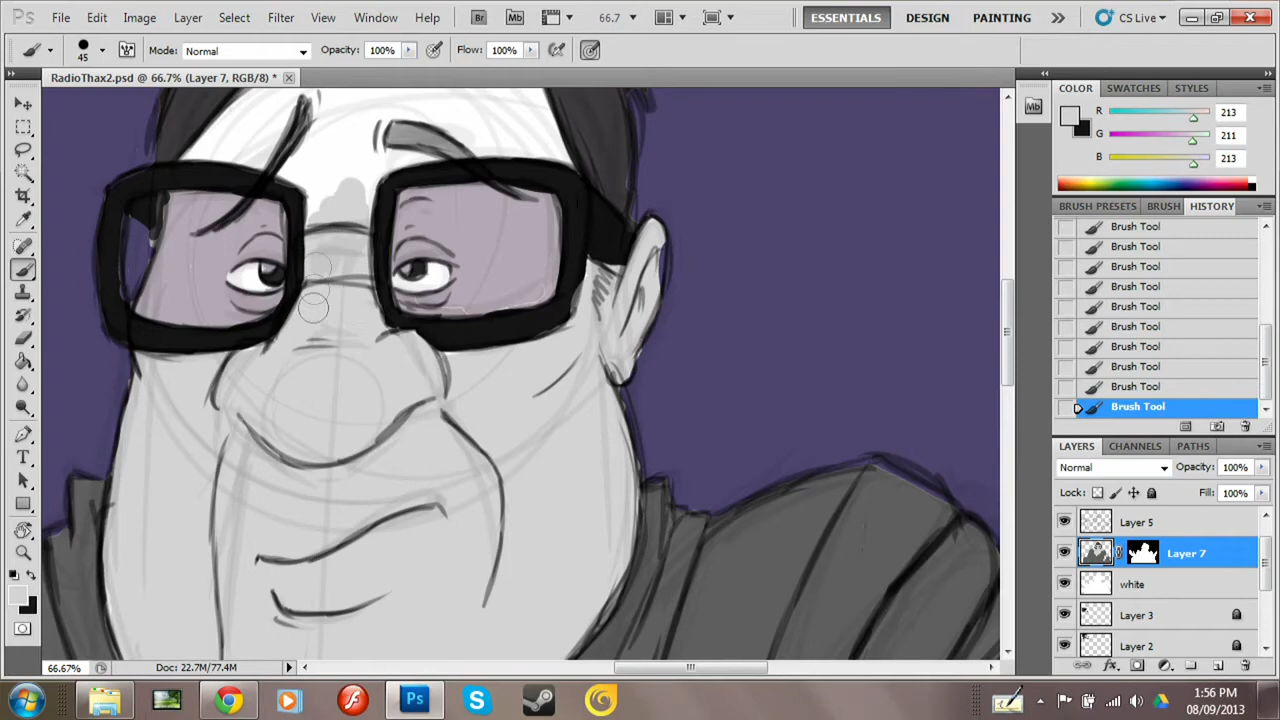 Ps File Edit Image Layer Select Filter View Window Help Br Mb 66.7 ESSENTIALS DESIGN PAINTING CS Live
45 Mode: Normal Opacity: 100% Flow: 100%
RadioThax2.psd @ 66.7% (Layer 7, RGB/8) *
COLOR SWATCHES STYLES
Mb
R 213
G 211
B 213
BRUSH PRESETS BRUSH HISTORY
Brush Tool
Brush Tool
Brush Tool
Brush Tool
Brush Tool
Brush Tool
Brush Tool
Brush Tool
Brush Tool
Brush Tool
LAYERS CHANNELS PATHS
Normal Opacity: 100%
Lock: Fill: 100%
Layer 5
Layer 7
white
Layer 3
Layer 2
66.67% Doc: 22.7M/77.4M
1:56 PM
08/09/2013